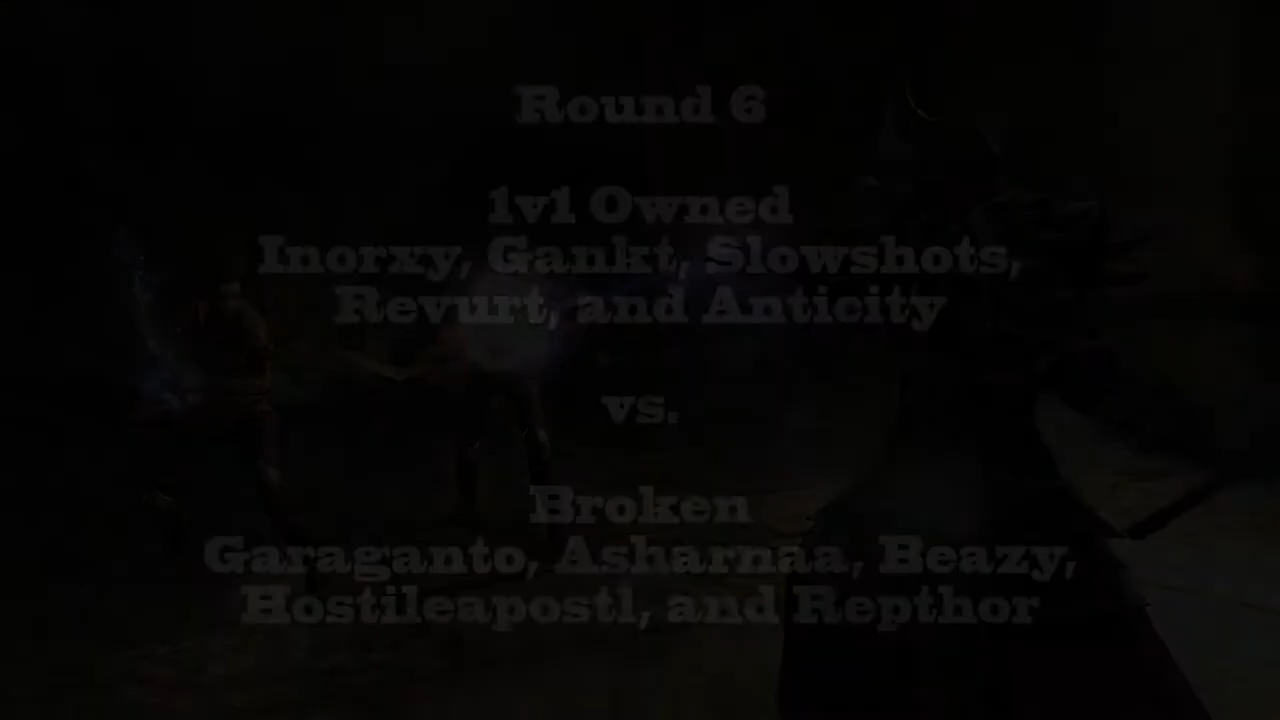 Round 6
1v1 Owned
Inorxy, Gankt, Slowshots,
Revurt, and Anticity
vs.
Broken
Garaganto, Asharnaa, Beazy,
Hostileapostl, and Repthor